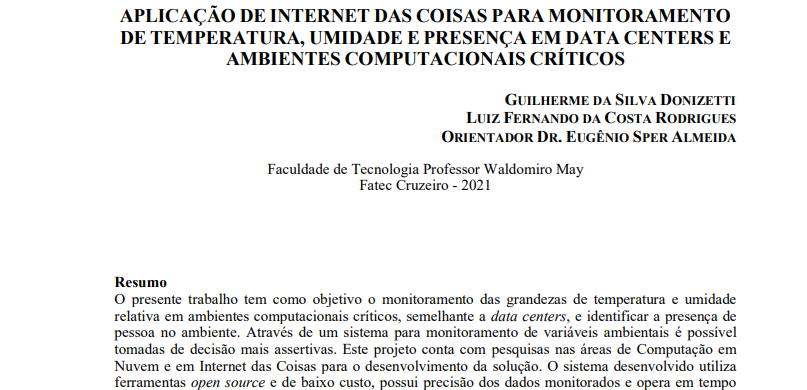 APLICAÇÃO DE INTERNET DAS COISAS PARA MONITORAMENTO
DE TEMPERATURA, UMIDADE E PRESENÇA EM DATA CENTERS E
AMBIENTES COMPUTACIONAIS CRÍTICOS
GUILHERME DA SILVA DONIZETTI
LUIZ FERNANDO DA COSTA RODRIGUES
ORIENTADOR DR. EUGÊNIO SPER ALMEIDA
Faculdade de Tecnologia Professor Waldomiro May
Fatec Cruzeiro - 2021
Resumo
O presente trabalho tem como objetivo o monitoramento das grandezas de temperatura e umidade
relativa em ambientes computacionais críticos, semelhante a data centers, e identificar a presença de
pessoa no ambiente. Através de um sistema para monitoramento de variáveis ambientais é possível
tomadas de decisão mais assertivas. Este projeto conta com pesquisas nas áreas de Computação em
Nuvem e em Internet das Coisas para o desenvolvimento da solução. O sistema desenvolvido utiliza
ferramentas open source e de baixo custo, possui precisão dos dados monitorados e opera em tempo